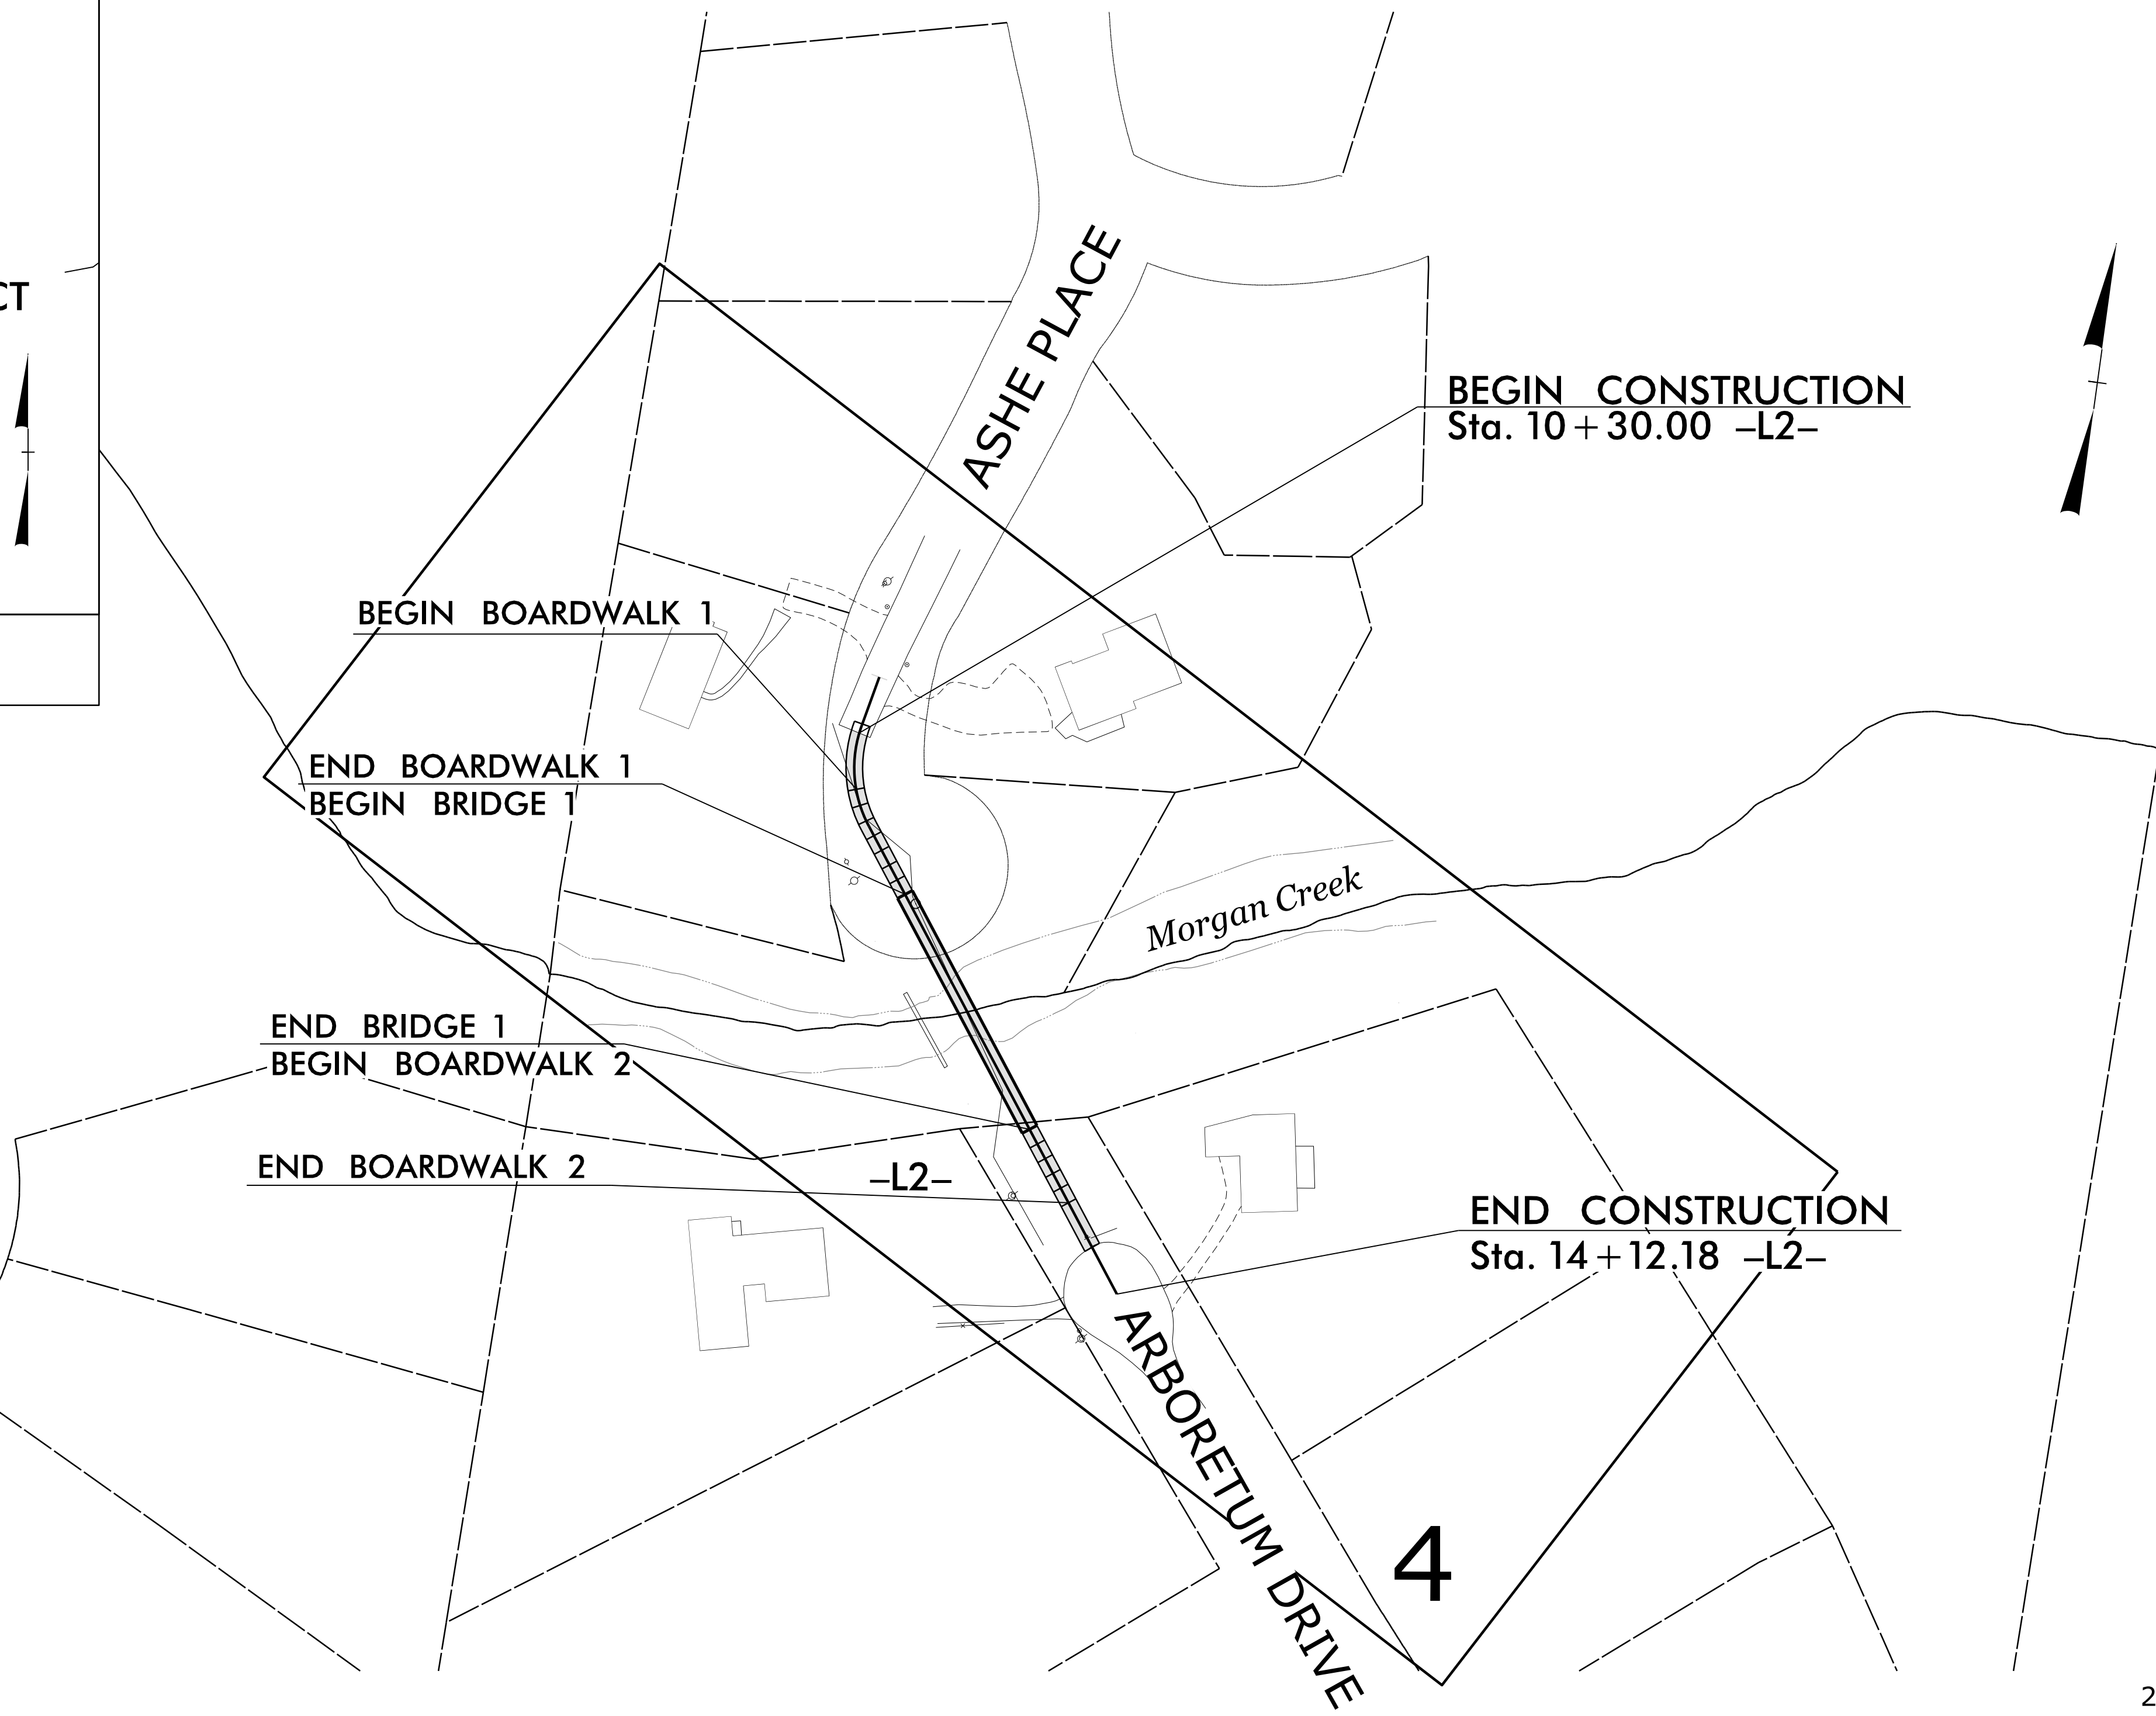 CT
ASHE PLACE
BEGIN CONSTRUCTION
Sta. 10+30.00 –L2–
BEGIN BOARDWALK 1
END BOARDWALK 1
BEGIN BRIDGE 1
Morgan Creek
END BRIDGE 1
BEGIN BOARDWALK 2
END BOARDWALK 2
–L2–
END CONSTRUCTION
Sta. 14+12.18 –L2–
ARBORETUM DRIVE
4
2